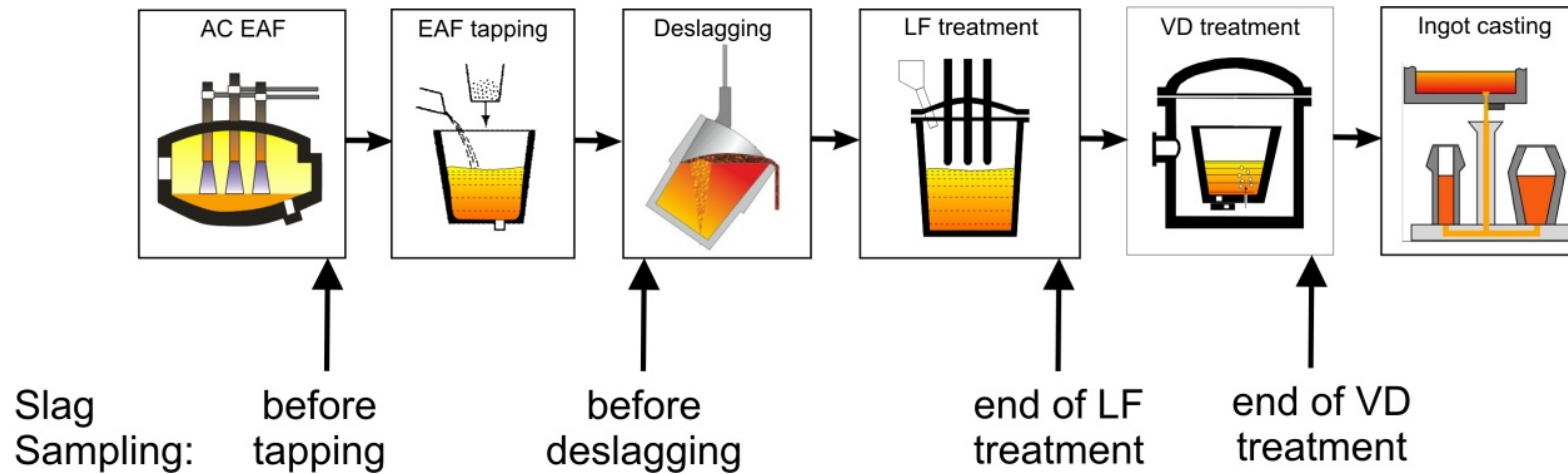 AC EAF
EAF tapping
Deslagging
LF treatment
VD treatment
Ingot casting
Slag
Sampling:
before
tapping
before
deslagging
end of LF
treatment
end of VD
treatment